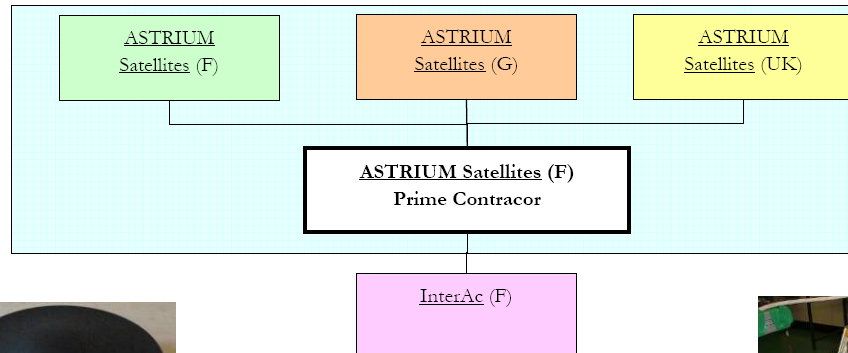 ASTRIUM
Satellites (F)
ASTRIUM
Satellites (G)
ASTRIUM
Satellites (UK)
ASTRIUM Satellites (F)
Prime Contracor
InterAc (F)